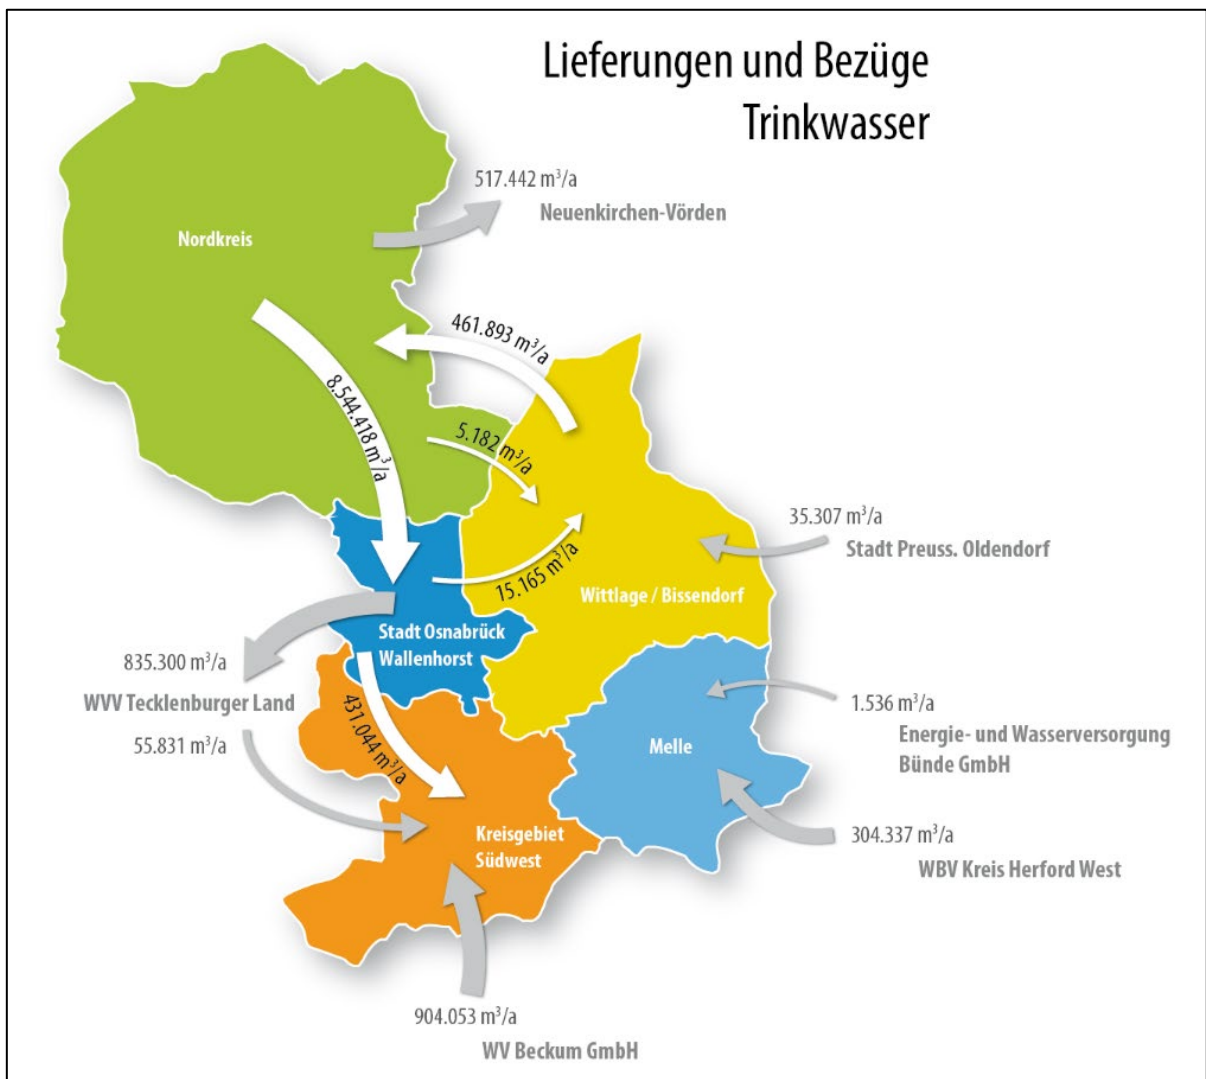 Lieferungen und Bezüge
Trinkwasser
517.442 m³/a
Neuenkirchen-Vörden
Nordkreis
461.893 m³/a
8.544.418 m³/a
5.182 m³/a
35.307 m³/a
Stadt Preuss. Oldendorf
15.165 m³/a
Wittlage / Bissendorf
Stadt Osnabrück
Wallenhorst
835.300 m³/a
WVV Tecklenburger Land
55.831 m³/a
431.044 m³/a
1.536 m³/a
Energie- und Wasserversorgung
Bünde GmbH
Melle
Kreisgebiet
Südwest
304.337 m³/a
WBV Kreis Herford West
904.053 m³/a
WV Beckum GmbH